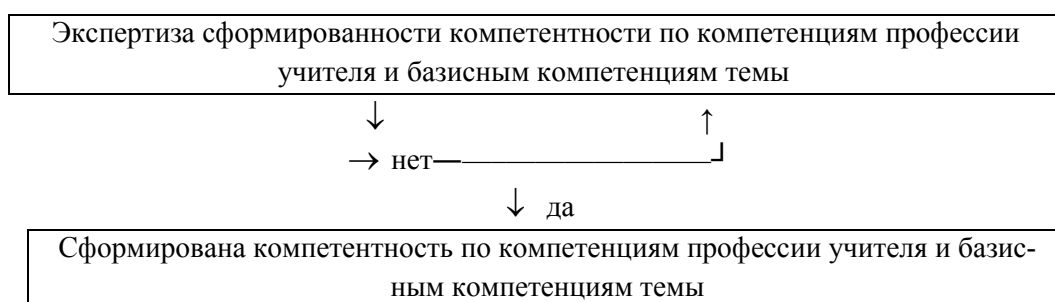 Экспертиза сформированности компетентности по компетенциям профессии
учителя и базисным компетенциям темы
↓ ↑
→ нет
↓ да
Сформирована компетентность по компетенциям профессии учителя и базис-
ным компетенциям темы